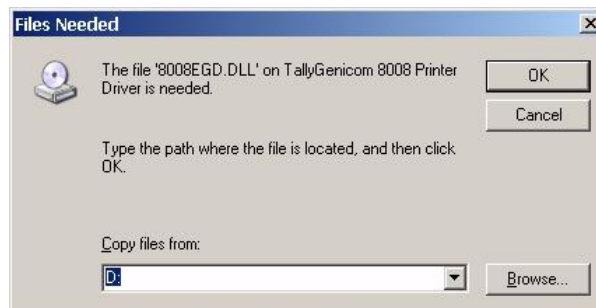 Files Needed
The file '8008EGD.DLL' on TallyGenicom 8008 Printer
Driver is needed.
OK
Cancel
Type the path where the file is located, and then click
OK.
Copy files from:
D:
Browse...